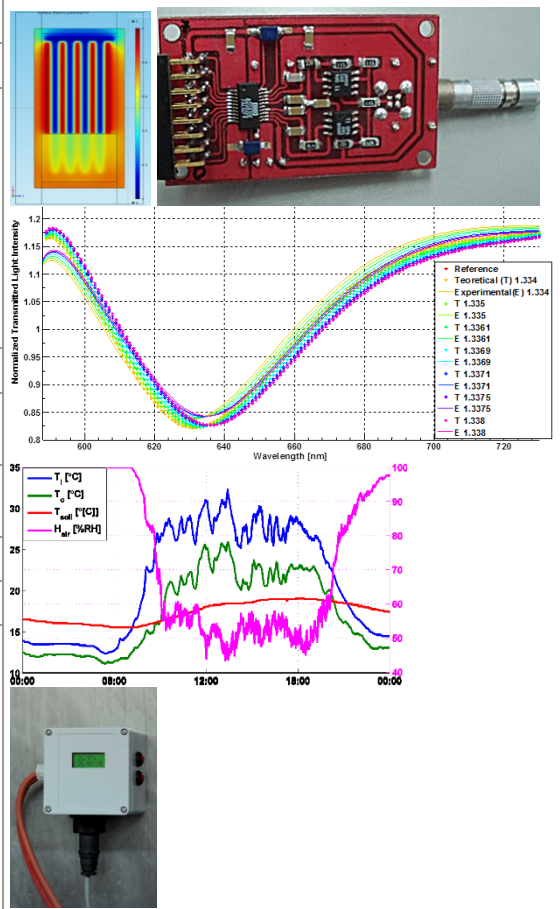 Normalized Transmitted Light Intensity
1.2
1.15
1.1
1.05
1
0.95
0.9
0.85
0.8
600
620
640
660
680
700
720
Wavelength [nm]
Reference
Teoretical (T) 1.334
Experimental(E) 1.334
T 1.335
E 1.335
T 1.3361
E 1.3361
T 1.3369
E 1.3369
T 1.3371
E 1.3371
T 1.3375
E 1.3375
T 1.338
E 1.338
35
30
25
20
15
10
Ti [°C]
Tc [°C]
Tsoil [°[C]]
Hair [%RH]
100
90
80
70
60
50
40
00:00
06:00
12:00
18:00
00:00